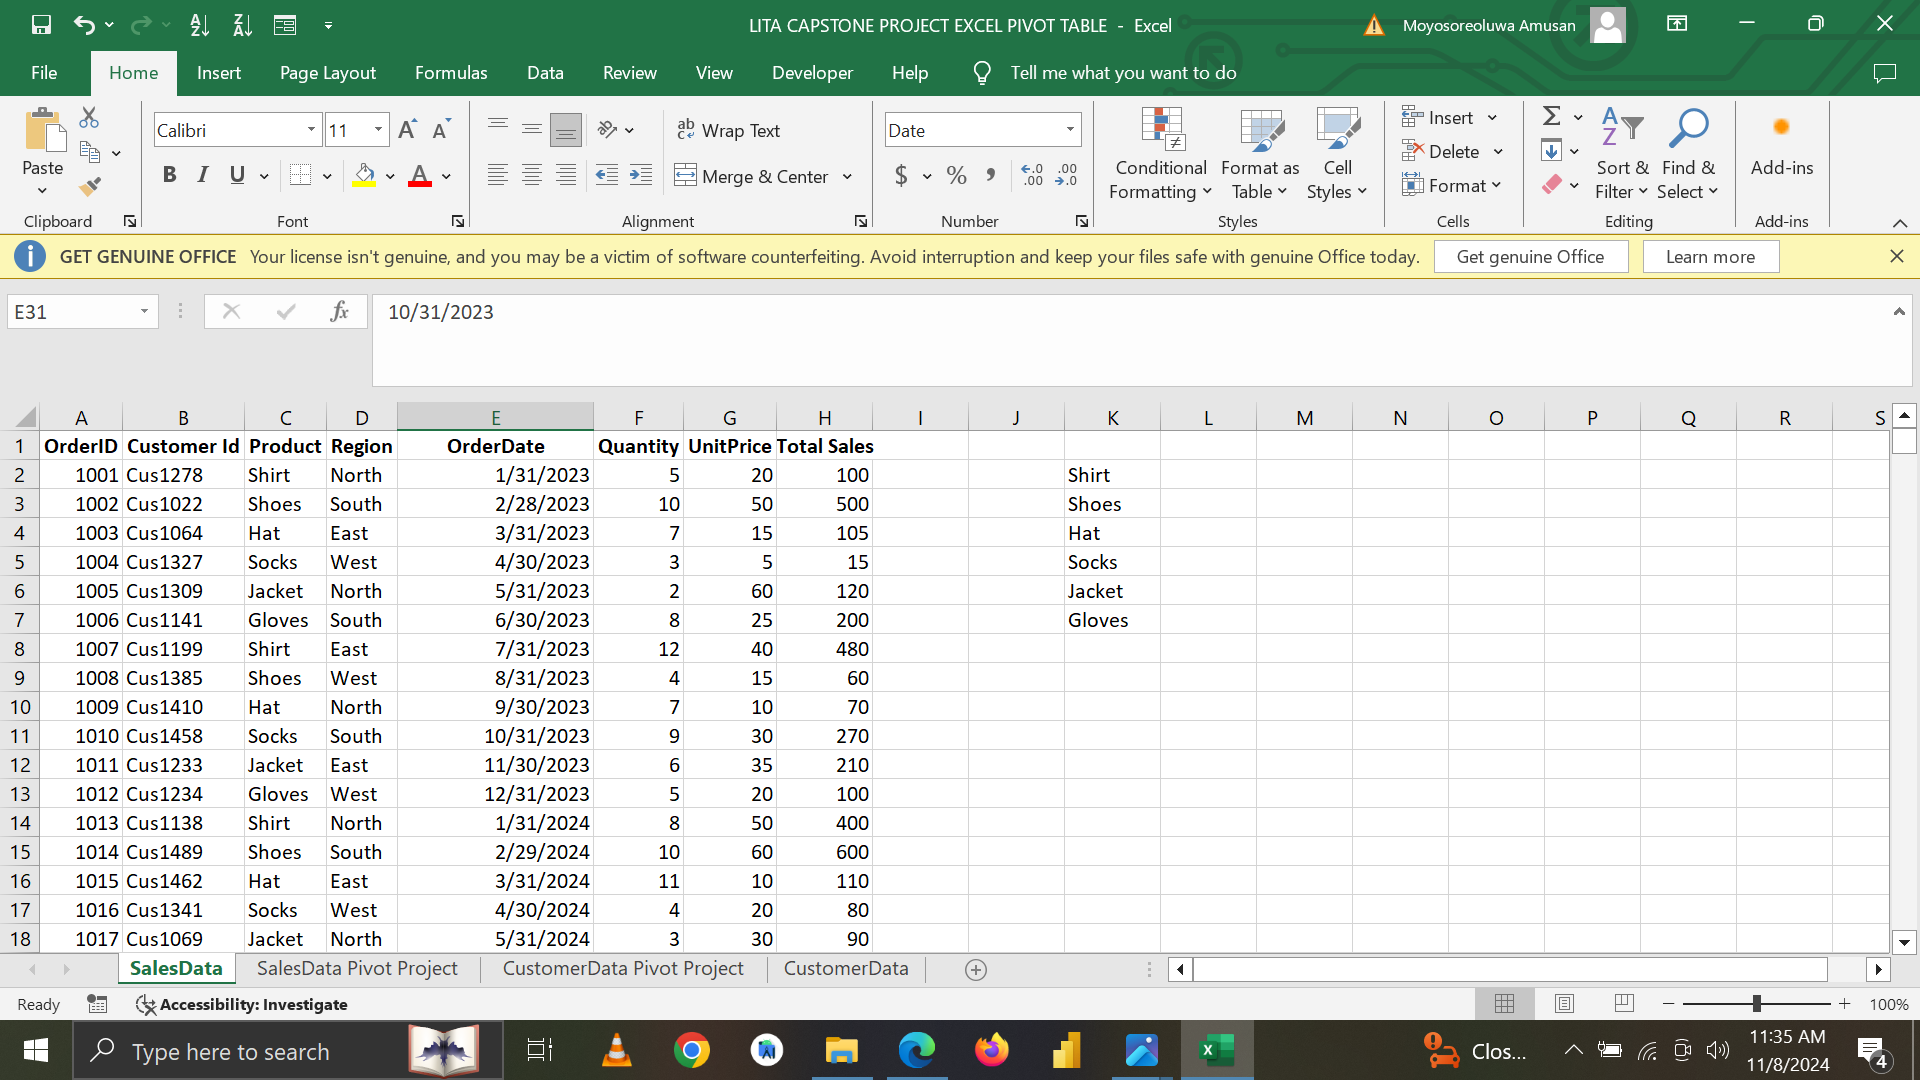 LITA CAPSTONE PROJECT EXCEL PIVOT TABLE - Excel
Moyosoreoluwa Amusan
File Home Insert Page Layout Formulas Data Review View Developer Help Tell me what you want to do
Paste
Clipboard
Calibri 11
B I U
Font
Wrap Text
Merge & Center
Alignment
Date
$ % ,
Number
Conditional Formatting
Format as Table
Cell Styles
Styles
Insert
Delete
Format
Cells
Sort & Filter
Find & Select
Editing
Add-ins
Add-ins
GET GENUINE OFFICE Your license isn't genuine, and you may be a victim of software counterfeiting. Avoid interruption and keep your files safe with genuine Office today. Get genuine Office Learn more
E31 fx 10/31/2023
A B C D E F G H I J K L M N O P Q R S
1 OrderID Customer Id Product Region OrderDate Quantity UnitPrice Total Sales
2 1001 Cus1278 Shirt North 1/31/2023 5 20 100 Shirt
3 1002 Cus1022 Shoes South 2/28/2023 10 50 500 Shoes
4 1003 Cus1064 Hat East 3/31/2023 7 15 105 Hat
5 1004 Cus1327 Socks West 4/30/2023 3 5 15 Socks
6 1005 Cus1309 Jacket North 5/31/2023 2 60 120 Jacket
7 1006 Cus1141 Gloves South 6/30/2023 8 25 200 Gloves
8 1007 Cus1199 Shirt East 7/31/2023 12 40 480
9 1008 Cus1385 Shoes West 8/31/2023 4 15 60
10 1009 Cus1410 Hat North 9/30/2023 7 10 70
11 1010 Cus1458 Socks South 10/31/2023 9 30 270
12 1011 Cus1233 Jacket East 11/30/2023 6 35 210
13 1012 Cus1234 Gloves West 12/31/2023 5 20 100
14 1013 Cus1138 Shirt North 1/31/2024 8 50 400
15 1014 Cus1489 Shoes South 2/29/2024 10 60 600
16 1015 Cus1462 Hat East 3/31/2024 11 10 110
17 1016 Cus1341 Socks West 4/30/2024 4 20 80
18 1017 Cus1069 Jacket North 5/31/2024 3 30 90
SalesData SalesData Pivot Project CustomerData Pivot Project CustomerData
Ready Accessibility: Investigate 100%
Type here to search Clos... 11:35 AM
11/8/2024 4